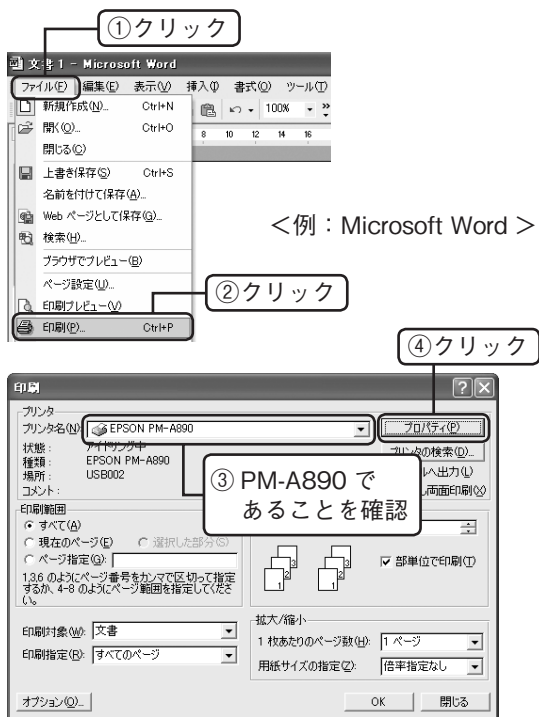 ①クリック
文書 1 - Microsoft Word
ファイル(F) 編集(E) 表示(V) 挿入(I) 書式(O) ツール(T)
新規作成(N)... Ctrl+N
100%
開く(O)... Ctrl+O
8 10 12 14 16
閉じる(C)
上書き保存(S) Ctrl+S
名前を付けて保存(A)...
Web ページとして保存(G)...
検索(H)...
＜例：Microsoft Word＞
ブラウザでプレビュー(B)
ページ設定(U)...
②クリック
印刷プレビュー(V)
印刷(P)... Ctrl+P
④クリック
印刷
プリンタ
プリンタ名(N): EPSON PM-A890 プロパティ(P)
状態： アイドリング中 プリンタの検索(D)...
種類： EPSON PM-A890
場所： USB002 ルへ出力(L)
コメント： 両面印刷(X)
③ PM-A890 で
あることを確認
印刷範囲
すべて(A)
現在のページ(E) 選択した部分(S)
ページ指定(G):
部単位で印刷(T)
1,3,6 のようにページ番号をカンマで区切って指定
するか、4-8 のようにページ範囲を指定してくださ
い。
1 2 3 1 2 3
拡大/縮小
印刷対象(W): 文書
1 枚あたりのページ数(H): 1 ページ
印刷指定(R): すべてのページ
用紙サイズの指定(Z): 倍率指定なし
オプション(O)... OK 閉じる